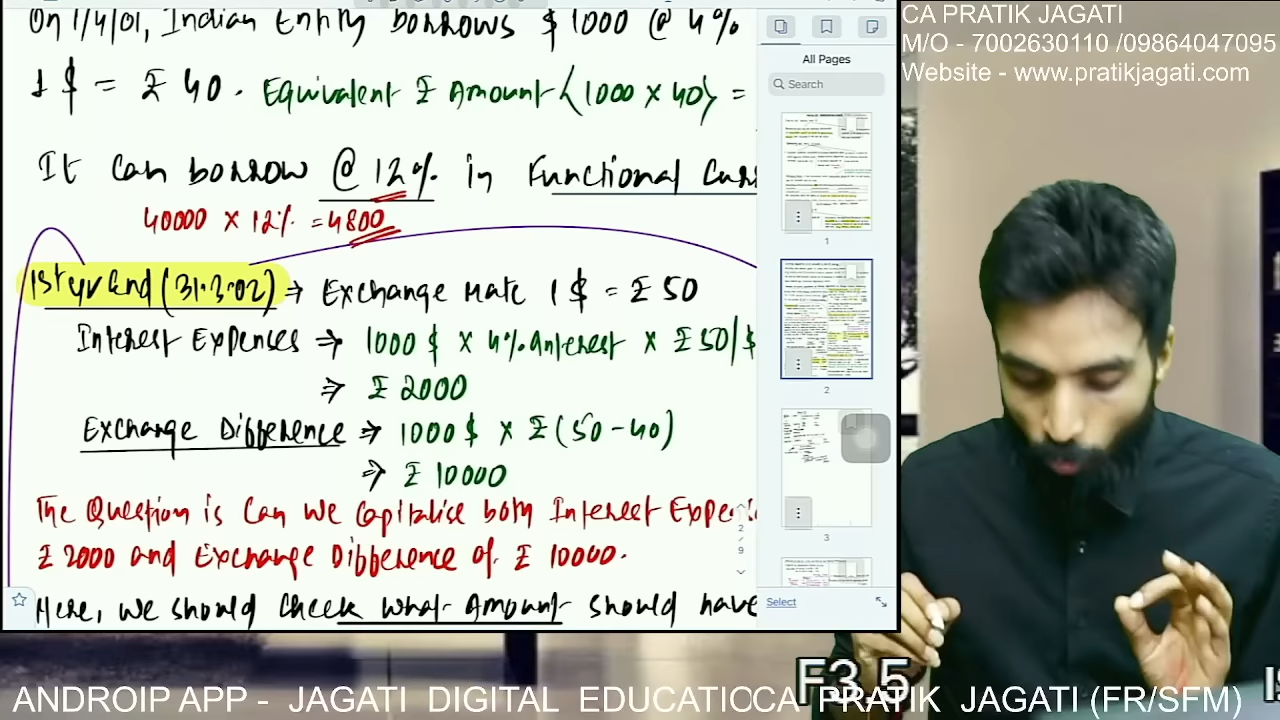 On 1/4/01, Indian Entity borrows $ 1000 @ 4%
1 $ = ₹ 40. Equivalent ₹ Amount (1000 x 40) =
It can borrow @ 12% in Functional Curr
40000 x 12% = 4800
1st yr end (31.3.02) → Exchange Rate 1 $ = ₹ 50
Interest Expenses ⇒ 1000 $ x 4% interest x ₹ 50/$
⇒ ₹ 2000
Exchange Difference ⇒ 1000 $ x ₹ (50 - 40)
⇒ ₹ 10000
The Question is Can we Capitalise both Interest Expen
₹ 2000 and Exchange Difference of ₹ 10000.
Here, we should check what Amount should have
2
/
9
All Pages
Search
1
2
3
Select
CA PRATIK JAGATI
M/O - 7002630110 /09864047095
Website - www.pratikjagati.com
F3.5
ANDROIP APP - JAGATI DIGITAL EDUCATIOCA PRATIK JAGATI (FR/SFM)